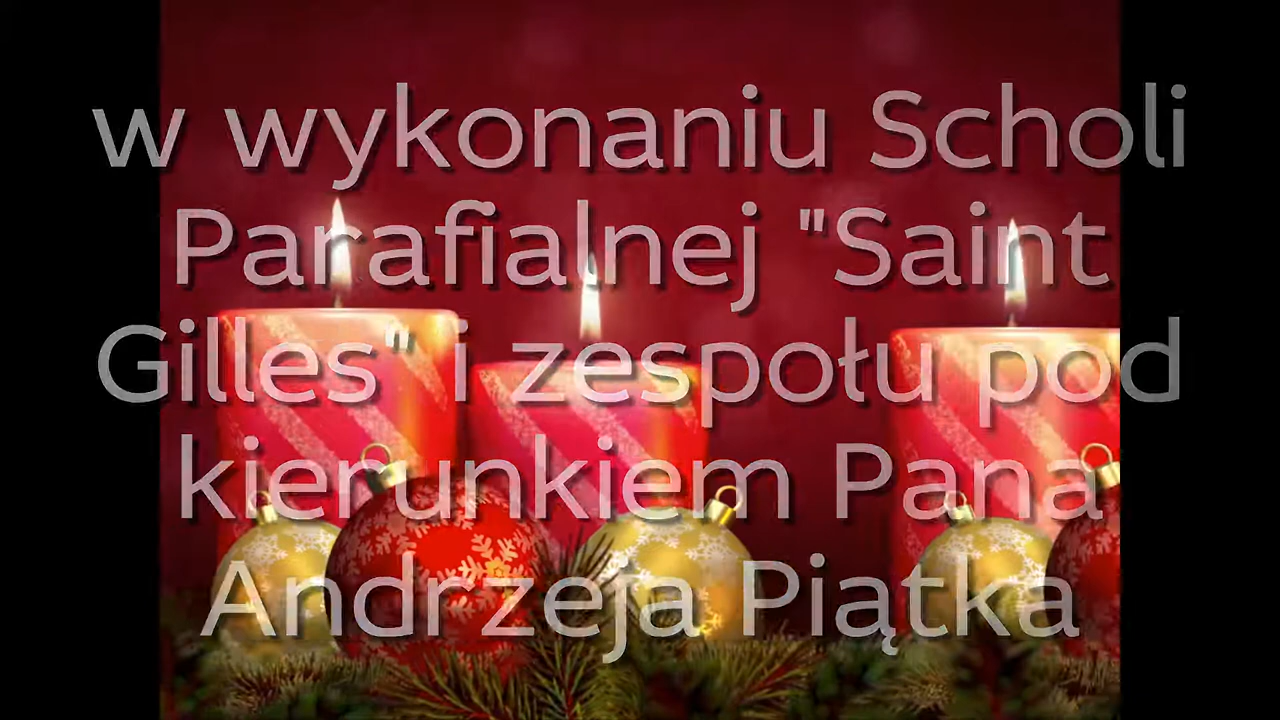 w wykonaniu Scholi
Parafialnej "Saint
Gilles" i zespołu pod
kierunkiem Pana
Andrzeja Piątka